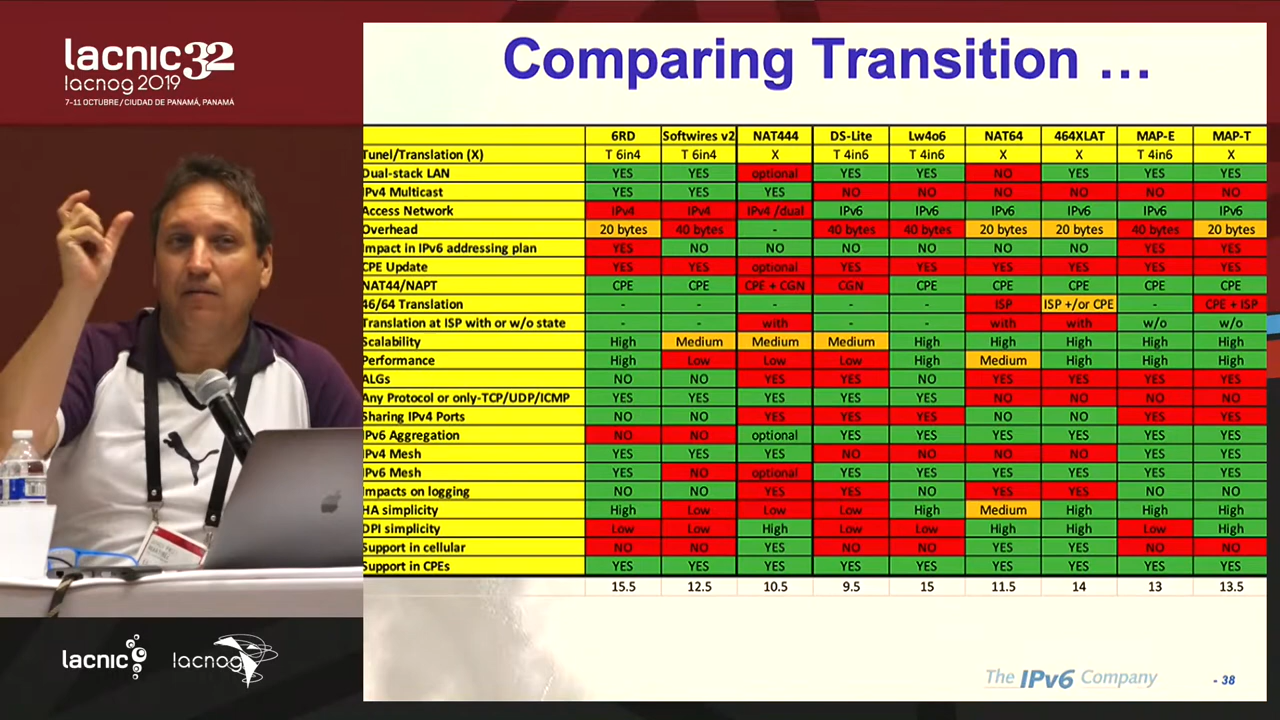 lacnic32
lacnog 2019
7-11 OCTUBRE / CIUDAD DE PANAMÁ, PANAMÁ
Comparing Transition …
6RD Softwires v2 NAT444 DS-Lite Lw4o6 NAT64 464XLAT MAP-E MAP-T
Tunel/Translation (X) T 6in4 T 6in4 X T 4in6 T 4in6 X X T 4in6 X
Dual-stack LAN YES YES optional YES YES NO YES YES YES
IPv4 Multicast YES YES YES NO NO NO NO NO NO
Access Network IPv4 IPv4 IPv4 /dual IPv6 IPv6 IPv6 IPv6 IPv6 IPv6
Overhead 20 bytes 40 bytes - 40 bytes 40 bytes 20 bytes 20 bytes 40 bytes 20 bytes
Impact in IPv6 addressing plan YES NO NO NO NO NO NO YES YES
CPE Update YES YES optional YES YES YES YES YES YES
NAT44/NAPT CPE CPE CPE + CGN CGN CPE CPE CPE CPE CPE
46/64 Translation - - - - - ISP ISP +/or CPE - CPE + ISP
Translation at ISP with or w/o state - - with - - with with w/o w/o
Scalability High Medium Medium Medium High High High High High
Performance High Low Low Low High Medium High High High
ALGs NO NO YES YES NO YES YES YES YES
Any Protocol or only-TCP/UDP/ICMP YES YES YES YES YES NO NO NO NO
Sharing IPv4 Ports NO NO YES YES YES NO NO YES YES
IPv6 Aggregation NO NO optional YES YES YES YES YES YES
IPv4 Mesh YES YES YES NO NO NO NO YES YES
IPv6 Mesh YES NO optional YES YES YES YES YES YES
Impacts on logging NO NO YES YES NO YES YES NO NO
HA simplicity High Low Low Low High Medium High High High
DPI simplicity Low Low High Low Low High High Low High
Support in cellular NO NO YES NO NO YES YES NO NO
Support in CPEs YES YES YES YES YES YES YES YES YES
15.5 12.5 10.5 9.5 15 11.5 14 13 13.5
The IPv6 Company - 38
lacnic lacnog